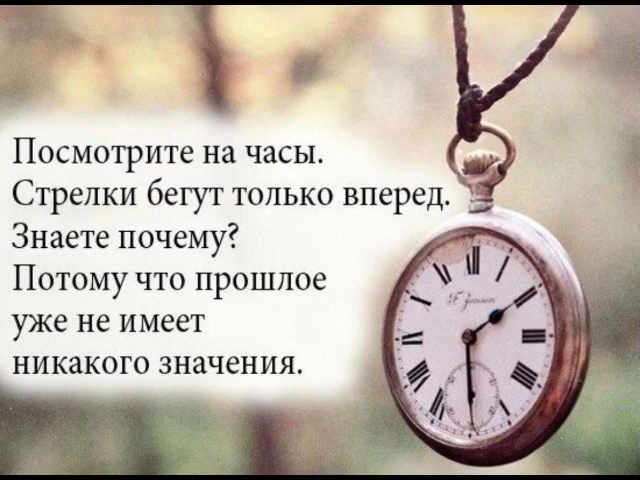 Посмотрите на часы.
Стрелки бегут только вперед.
Знаете почему?
Потому что прошлое
уже не имеет
никакого значения.